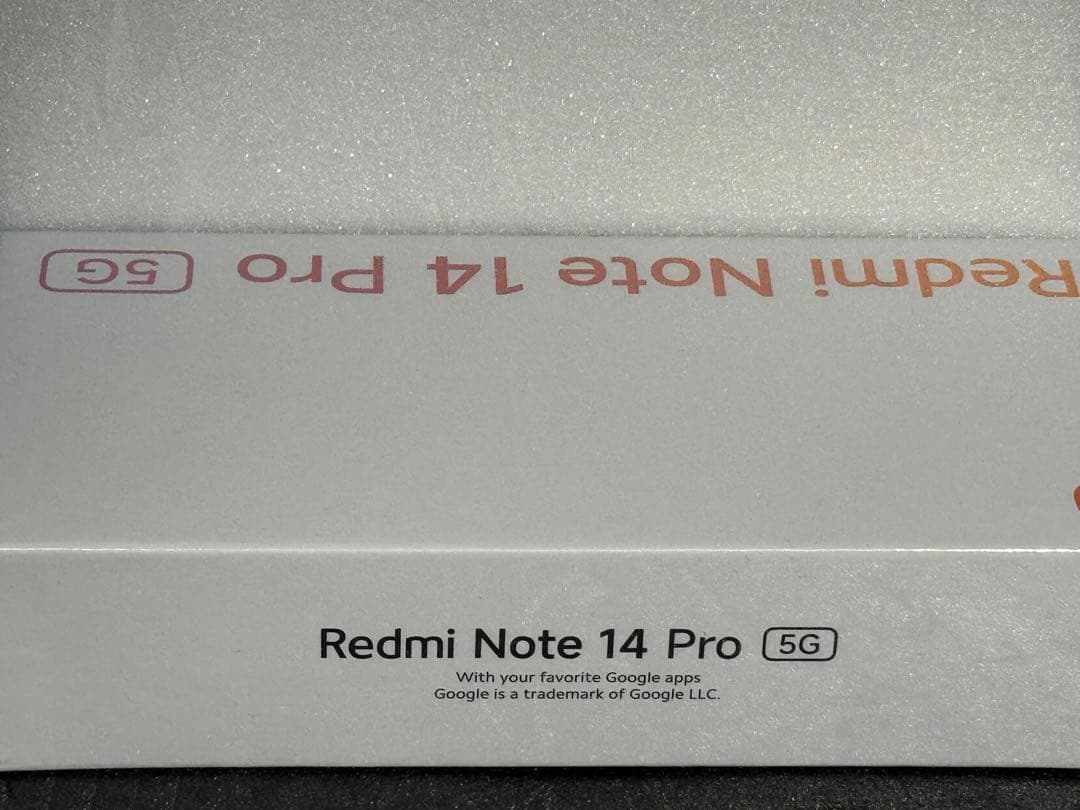 Redmi Note 14 Pro 5G
Redmi Note 14 Pro 5G
With your favorite Google apps
Google is a trademark of Google LLC.